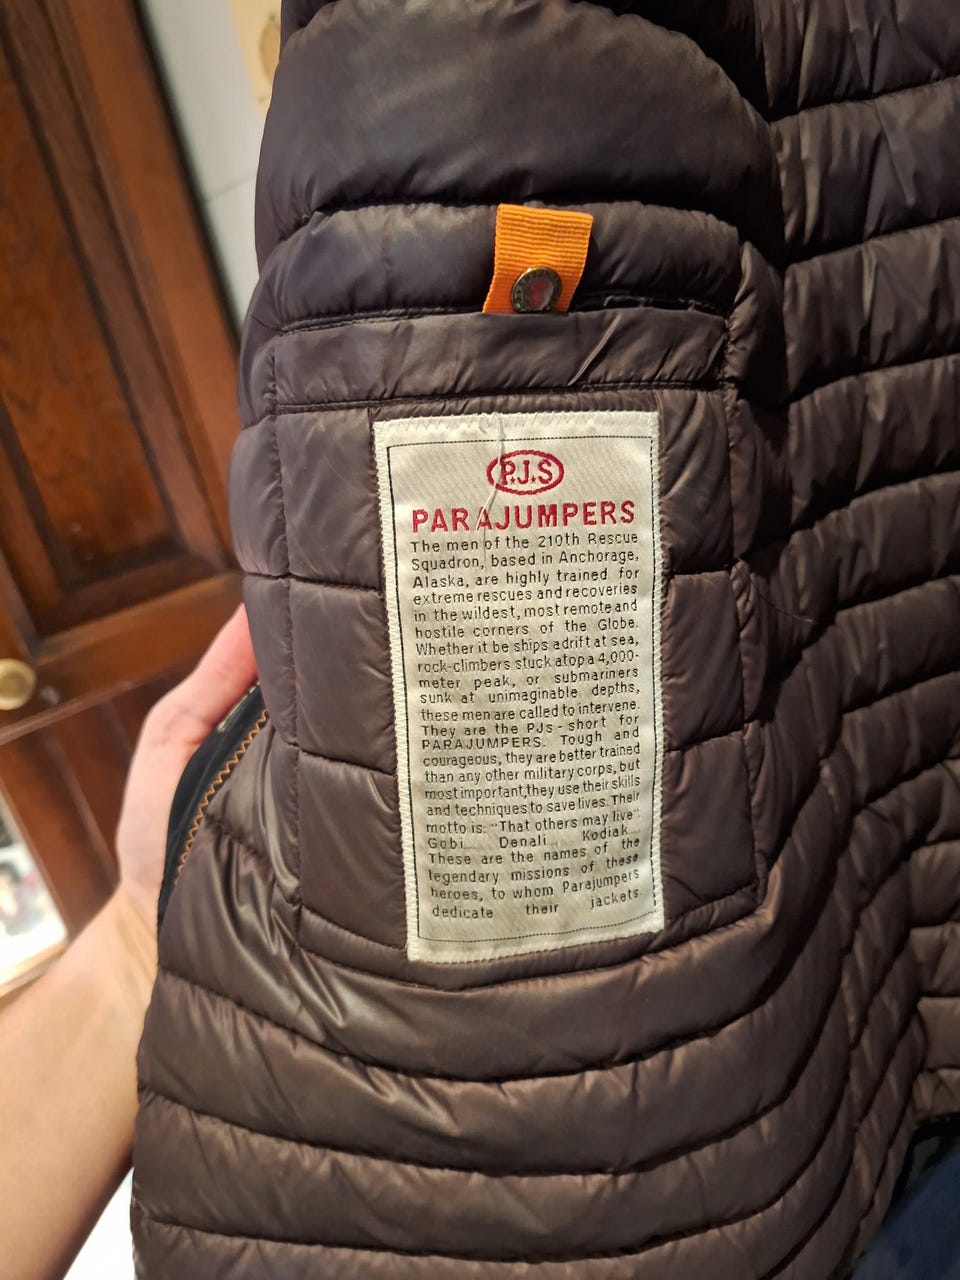 P.J.S
PARAJUMPERS
The men of the 210th Rescue
Squadron, based in Anchorage,
Alaska, are highly trained for
extreme rescues and recoveries
in the wildest, most remote and
hostile corners of the Globe.
Whether it be ships adrift at sea,
rock-climbers stuck atop a 4,000-
meter peak, or submariners
sunk at unimaginable depths,
these men are called to intervene.
They are the PJs - short for
PARAJUMPERS. Tough and
courageous, they are better trained
than any other military corps, but
most important, they use their skills
and techniques to save lives. Their
motto is: "That others may live".
Gobi... Denali... Kodiak...
These are the names of the
legendary missions of these
heroes, to whom Parajumpers
dedicate their jackets.